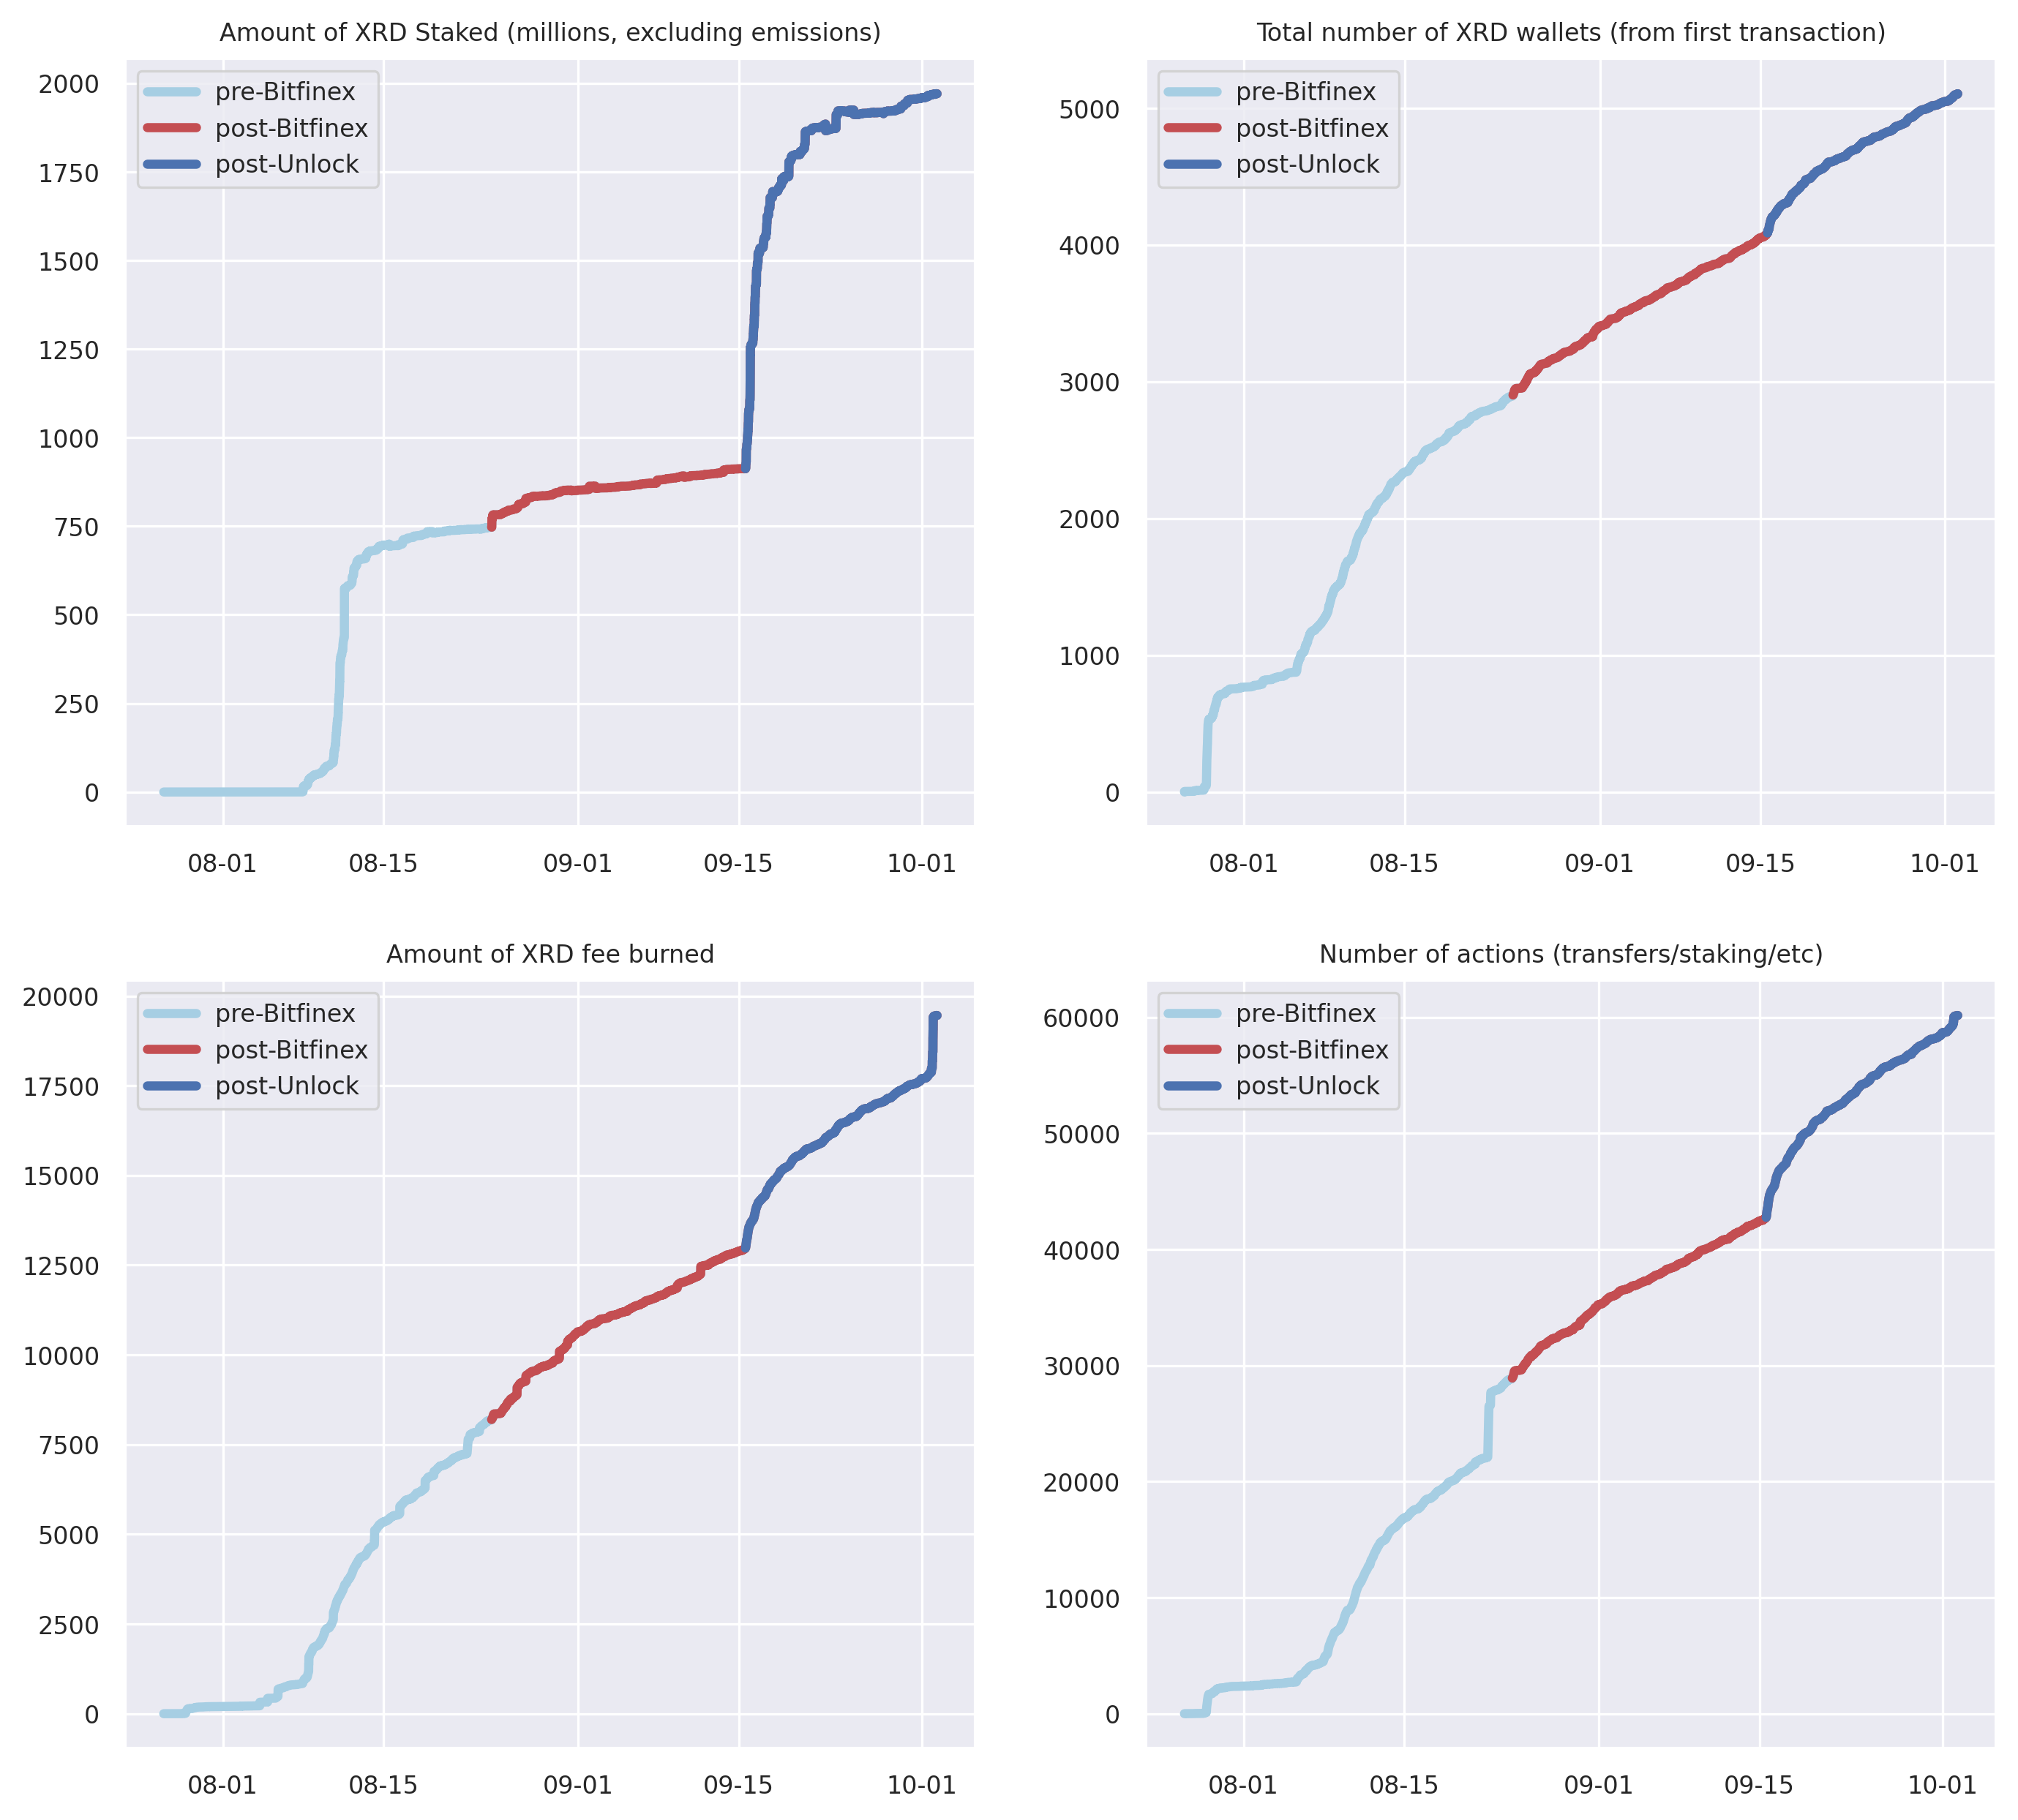 Amount of XRD Staked (millions, excluding emissions)
2000
1750
1500
1250
1000
750
500
250
0
pre-Bitfinex
post-Bitfinex
post-Unlock
08-01 08-15 09-01 09-15 10-01
Total number of XRD wallets (from first transaction)
5000
4000
3000
2000
1000
0
pre-Bitfinex
post-Bitfinex
post-Unlock
08-01 08-15 09-01 09-15 10-01
Amount of XRD fee burned
20000
17500
15000
12500
10000
7500
5000
2500
0
pre-Bitfinex
post-Bitfinex
post-Unlock
08-01 08-15 09-01 09-15 10-01
Number of actions (transfers/staking/etc)
60000
50000
40000
30000
20000
10000
0
pre-Bitfinex
post-Bitfinex
post-Unlock
08-01 08-15 09-01 09-15 10-01